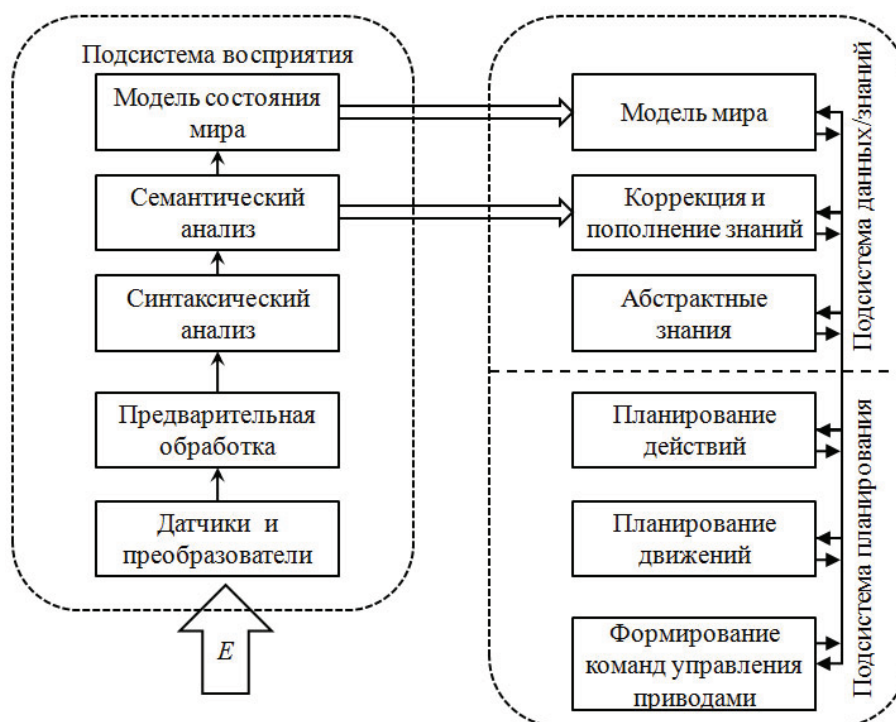 Подсистема восприятия
Модель состояния
мира
Семантический
анализ
Синтаксический
анализ
Предварительная
обработка
Датчики и
преобразователи
E
Модель мира
Коррекция и
пополнение знаний
Абстрактные
знания
Подсистема данных/знаний
Планирование
действий
Планирование
движений
Формирование
команд управления
приводами
Подсистема планирования